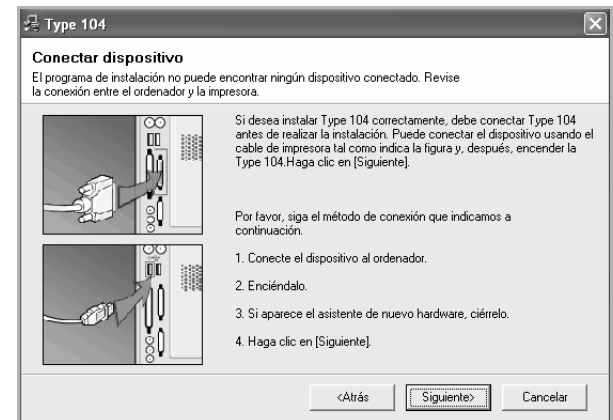 Type 104
Conectar dispositivo
El programa de instalación no puede encontrar ningún dispositivo conectado. Revise
la conexión entre el ordenador y la impresora.
Si desea instalar Type 104 correctamente, debe conectar Type 104
antes de realizar la instalación. Puede conectar el dispositivo usando el
cable de impresora tal como indica la figura y, después, encender la
Type 104.Haga clic en [Siguiente].
Por favor, siga el método de conexión que indicamos a
continuación.
1. Conecte el dispositivo al ordenador.
2. Enciéndalo.
3. Si aparece el asistente de nuevo hardware, ciérrelo.
4. Haga clic en [Siguiente].
<Atrás
Siguiente>
Cancelar